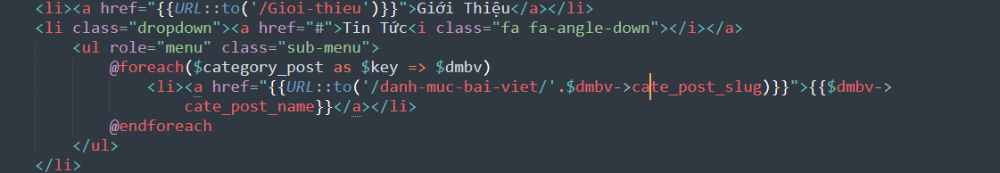 <li><a href="{{URL::to('/Gioi-thieu')}}">Giới Thiệu</a></li>
<li class="dropdown"><a href="#">Tin Tức<i class="fa fa-angle-down"></i></a>
<ul role="menu" class="sub-menu">
@foreach($category_post as $key => $dmbv)
<li><a href="{{URL::to('/danh-muc-bai-viet/'.$dmbv->cate_post_slug)}}">{{$dmbv->
cate_post_name}}</a></li>
@endforeach
</ul>
</li>